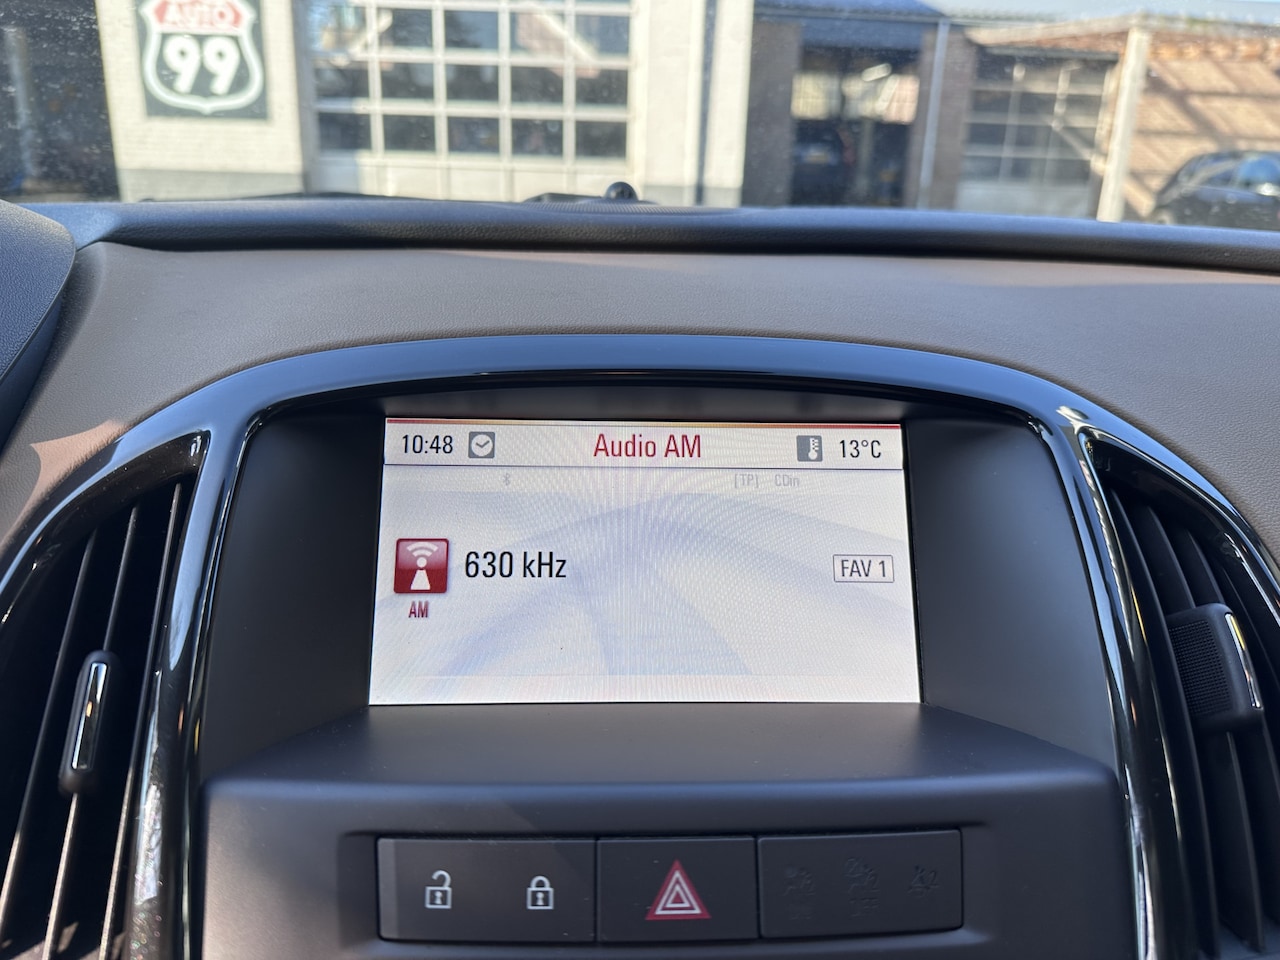 AUTO
99
10:48
Audio AM
13°C
[TP]
CDin
630 kHz
FAV 1
AM